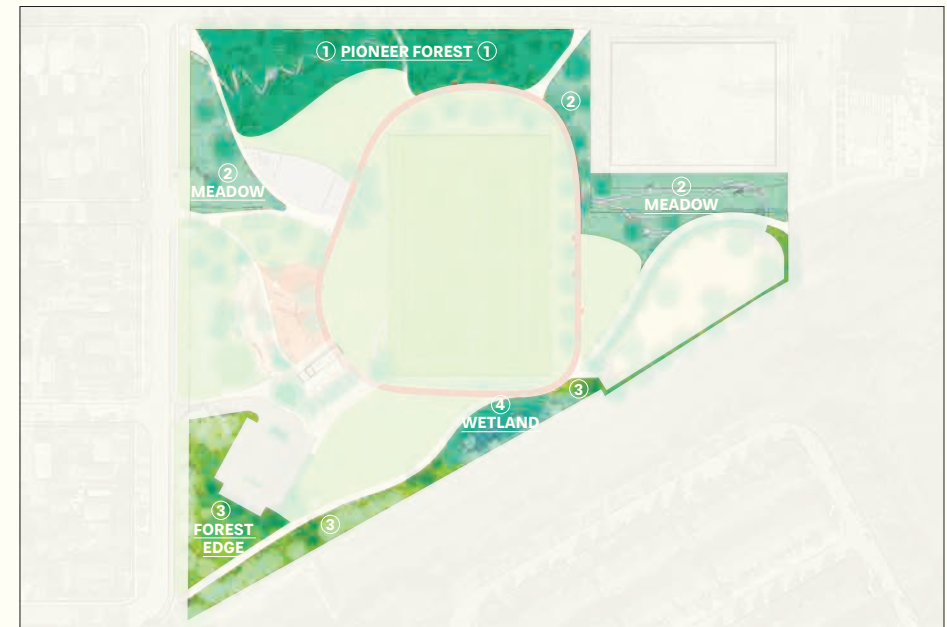 ① PIONEER FOREST ①
②
②
MEADOW
②
MEADOW
③
④
WETLAND
③
FOREST
EDGE
③